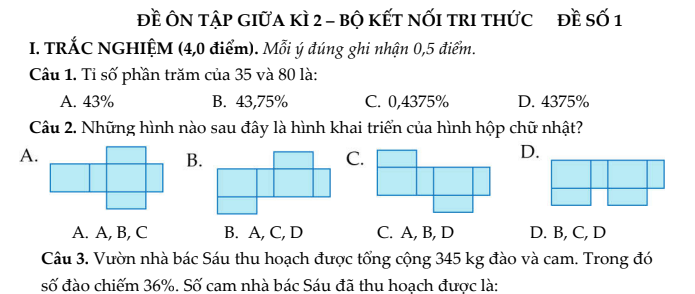 ĐỀ ÔN TẬP GIỮA KÌ 2 – BỘ KẾT NỐI TRI THỨC ĐỀ SỐ 1
I. TRẮC NGHIỆM (4,0 điểm). Mỗi ý đúng ghi nhận 0,5 điểm.
Câu 1. Tỉ số phần trăm của 35 và 80 là:
A. 43% B. 43,75% C. 0,4375% D. 4375%
Câu 2. Những hình nào sau đây là hình khai triển của hình hộp chữ nhật?
A. B. C. D.
A. A, B, C B. A, C, D C. A, B, D D. B, C, D
Câu 3. Vườn nhà bác Sáu thu hoạch được tổng cộng 345 kg đào và cam. Trong đó
số đào chiếm 36%. Số cam nhà bác Sáu đã thu hoạch được là: